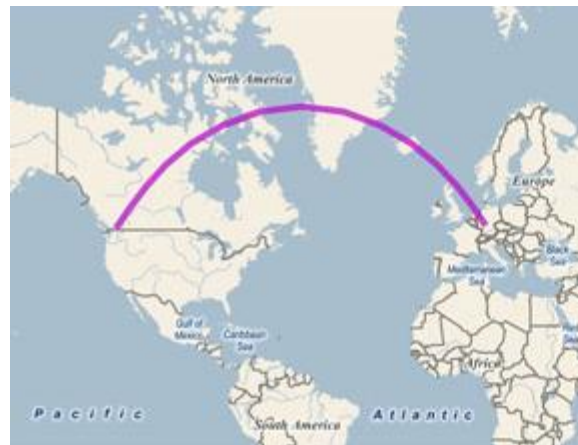 North America
Europe
Black
Sea
Mediterranean
Sea
Gulf of
Mexico
Caribbean
Sea
Africa
Pacific
Atlantic
South America